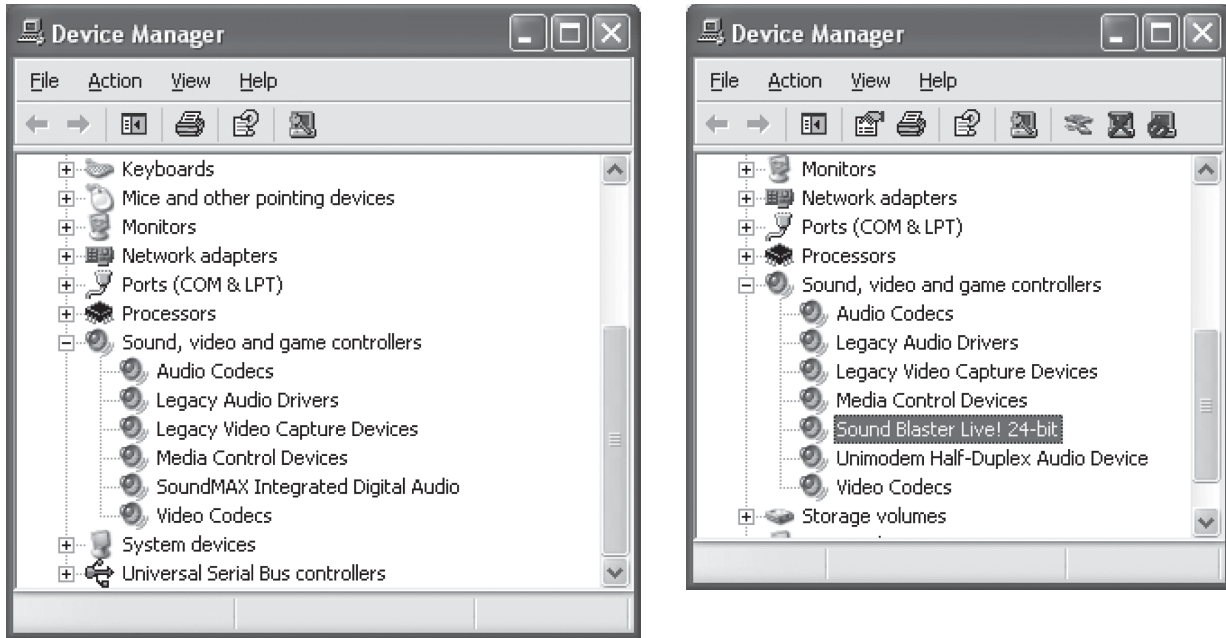 Device Manager
File Action View Help
Keyboards
Mice and other pointing devices
Monitors
Network adapters
Ports (COM & LPT)
Processors
Sound, video and game controllers
Audio Codecs
Legacy Audio Drivers
Legacy Video Capture Devices
Media Control Devices
SoundMAX Integrated Digital Audio
Video Codecs
System devices
Universal Serial Bus controllers
Device Manager
File Action View Help
Monitors
Network adapters
Ports (COM & LPT)
Processors
Sound, video and game controllers
Audio Codecs
Legacy Audio Drivers
Legacy Video Capture Devices
Media Control Devices
Sound Blaster Live! 24-bit
Unimodem Half-Duplex Audio Device
Video Codecs
Storage volumes